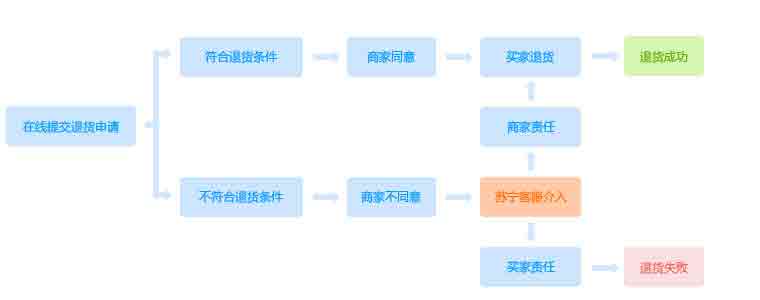 符合退货条件
商家同意
买家退货
退货成功
在线提交退货申请
商家责任
不符合退货条件
商家不同意
苏宁客服介入
买家责任
退货失败